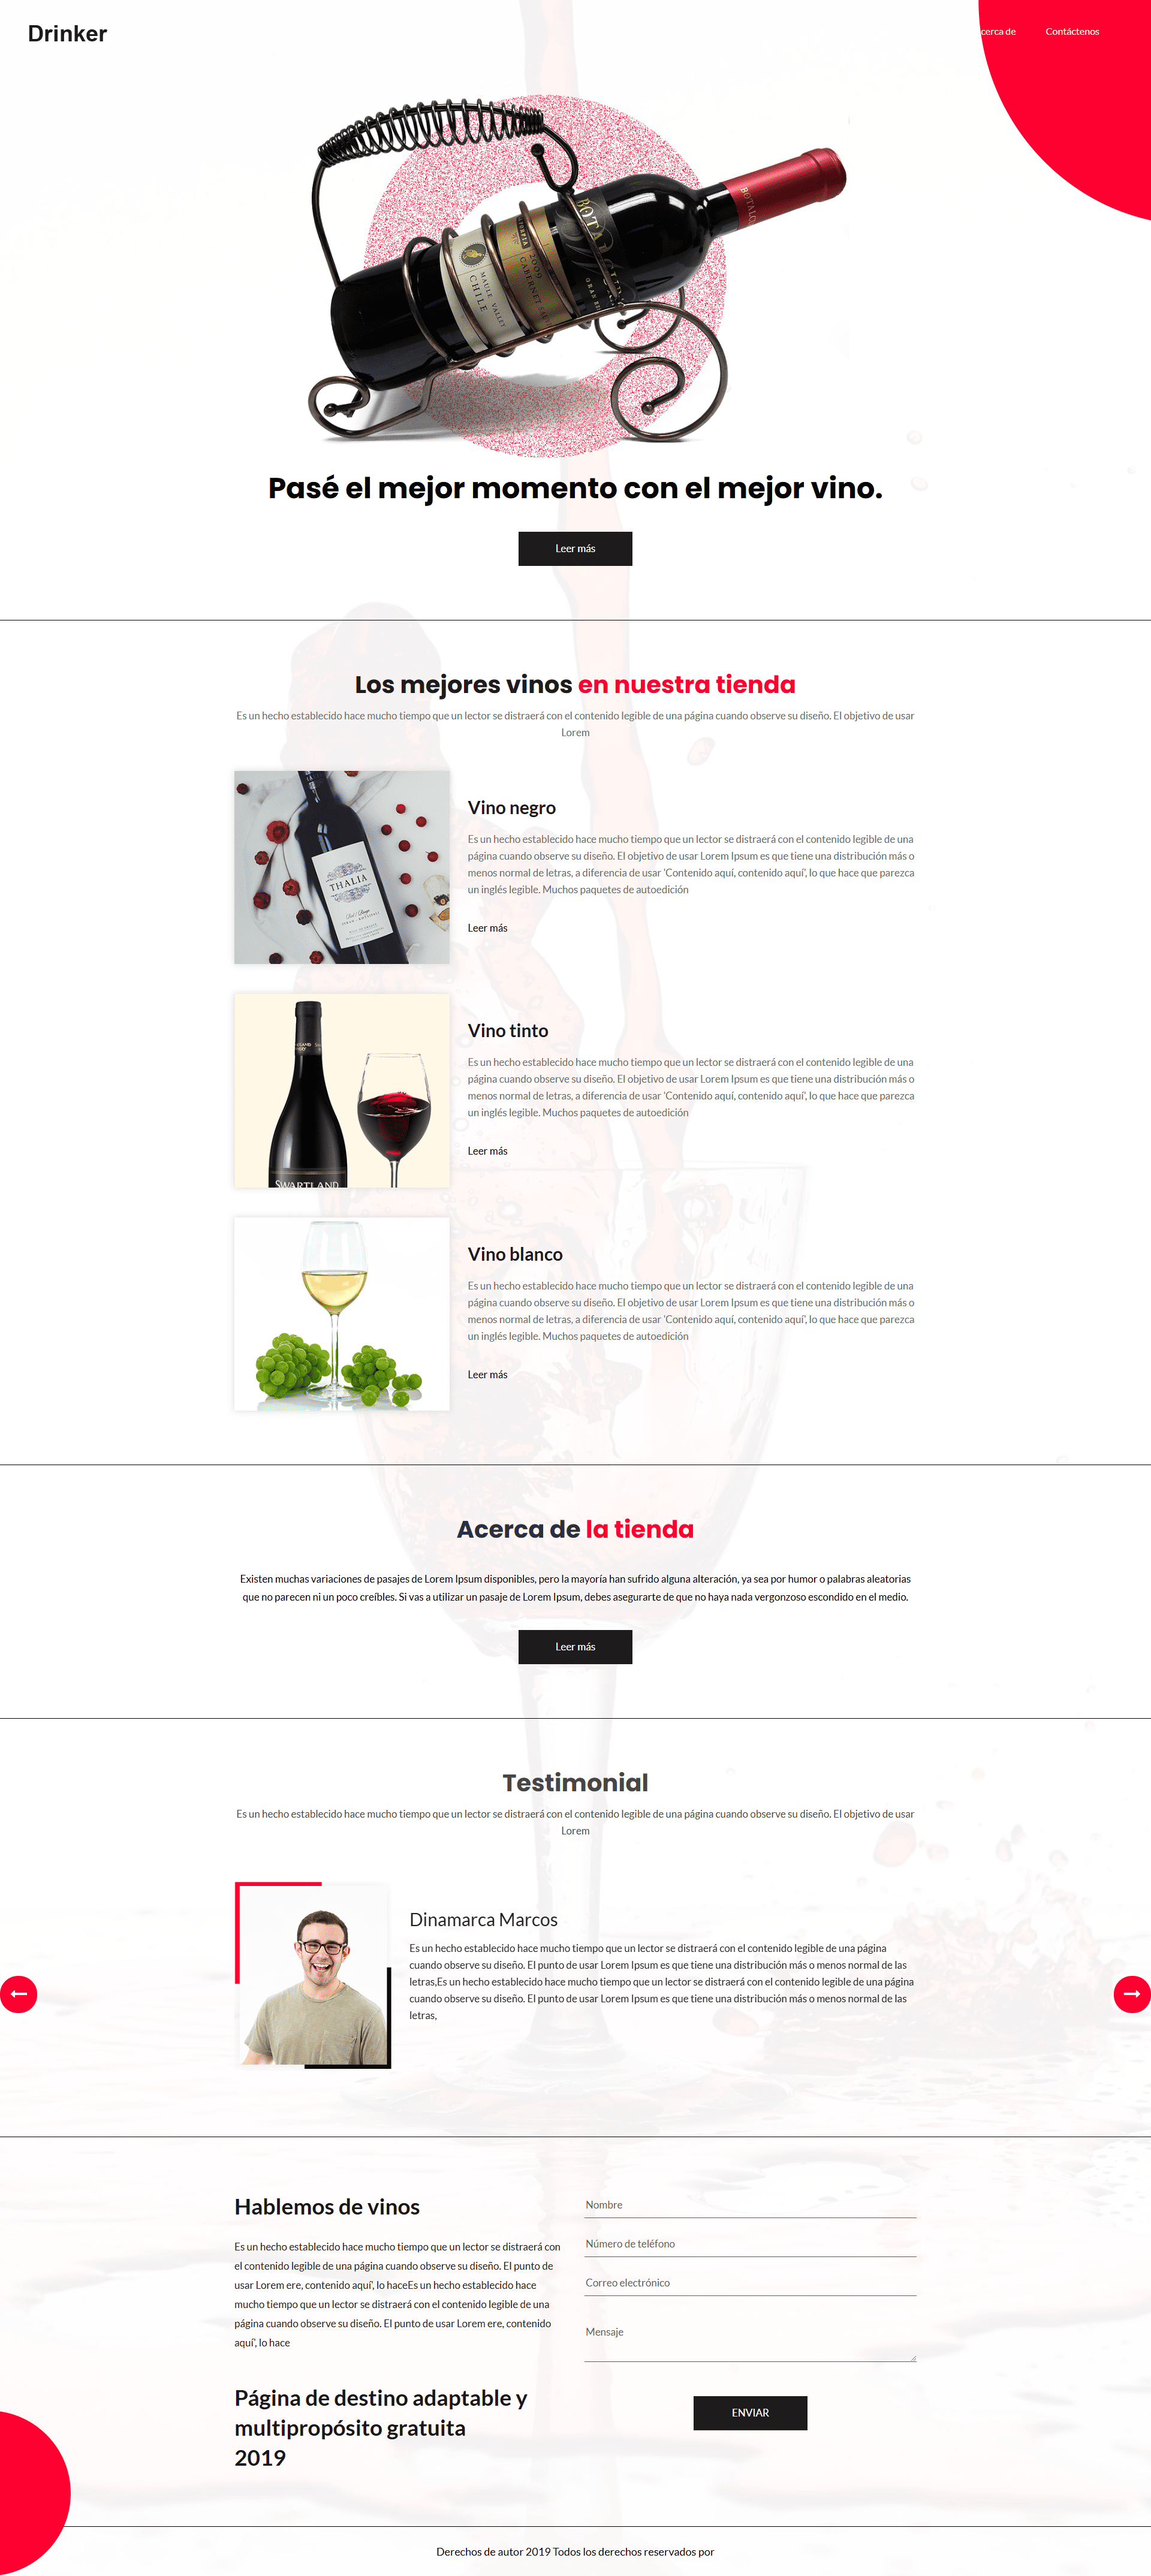 Drinker
cerca de
Contáctenos
BOTALC
MAULE VALLEY
CHILE
2009
CABERNET
Pasé el mejor momento con el mejor vino.
Leer más
Los mejores vinos en nuestra tienda
Es un hecho establecido hace mucho tiempo que un lector se distraerá con el contenido legible de una página cuando observe su diseño. El objetivo de usar
Lorem
THALIA
Vino negro
Es un hecho establecido hace mucho tiempo que un lector se distraerá con el contenido legible de una
página cuando observe su diseño. El objetivo de usar Lorem Ipsum es que tiene una distribución más o
menos normal de letras, a diferencia de usar 'Contenido aquí, contenido aquí', lo que hace que parezca
un inglés legible. Muchos paquetes de autoedición
Leer más
SWARTLAND
Vino tinto
Es un hecho establecido hace mucho tiempo que un lector se distraerá con el contenido legible de una
página cuando observe su diseño. El objetivo de usar Lorem Ipsum es que tiene una distribución más o
menos normal de letras, a diferencia de usar 'Contenido aquí, contenido aquí', lo que hace que parezca
un inglés legible. Muchos paquetes de autoedición
Leer más
Vino blanco
Es un hecho establecido hace mucho tiempo que un lector se distraerá con el contenido legible de una
página cuando observe su diseño. El objetivo de usar Lorem Ipsum es que tiene una distribución más o
menos normal de letras, a diferencia de usar 'Contenido aquí, contenido aquí', lo que hace que parezca
un inglés legible. Muchos paquetes de autoedición
Leer más
Acerca de la tienda
Existen muchas variaciones de pasajes de Lorem Ipsum disponibles, pero la mayoría han sufrido alguna alteración, ya sea por humor o palabras aleatorias
que no parecen ni un poco creíbles. Si vas a utilizar un pasaje de Lorem Ipsum, debes asegurarte de que no haya nada vergonzoso escondido en el medio.
Leer más
Testimonial
Es un hecho establecido hace mucho tiempo que un lector se distraerá con el contenido legible de una página cuando observe su diseño. El objetivo de usar
Lorem
Dinamarca Marcos
Es un hecho establecido hace mucho tiempo que un lector se distraerá con el contenido legible de una página
cuando observe su diseño. El punto de usar Lorem Ipsum es que tiene una distribución más o menos normal de las
letras,Es un hecho establecido hace mucho tiempo que un lector se distraerá con el contenido legible de una página
cuando observe su diseño. El punto de usar Lorem Ipsum es que tiene una distribución más o menos normal de las
letras,
Hablemos de vinos
Es un hecho establecido hace mucho tiempo que un lector se distraerá con
el contenido legible de una página cuando observe su diseño. El punto de
usar Lorem ere, contenido aquí', lo haceEs un hecho establecido hace
mucho tiempo que un lector se distraerá con el contenido legible de una
página cuando observe su diseño. El punto de usar Lorem ere, contenido
aquí', lo hace
Página de destino adaptable y
multipropósito gratuita
2019
Nombre
Número de teléfono
Correo electrónico
Mensaje
ENVIAR
Derechos de autor 2019 Todos los derechos reservados por